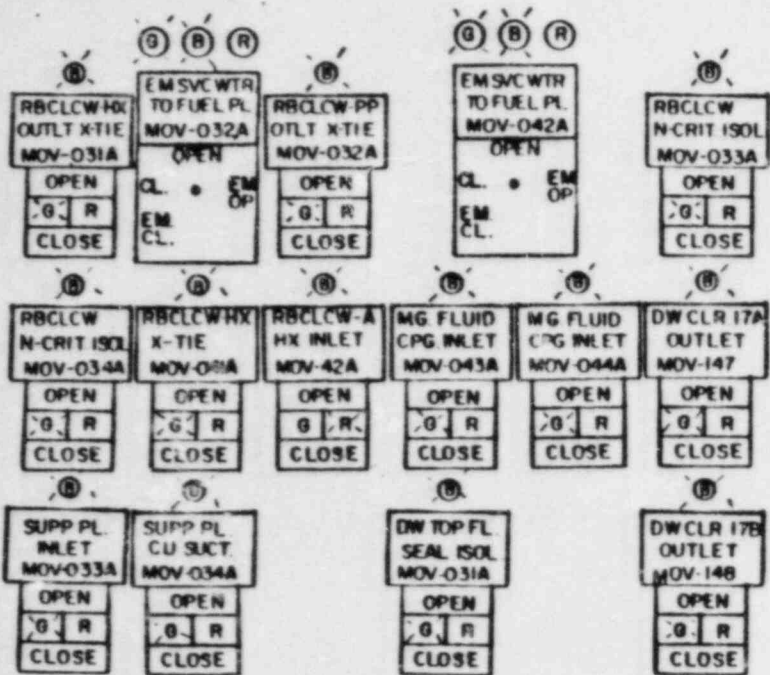 G B R
G B R
B
EM SVC WTR
TO FUEL PL.
MOV-032A
OPEN
CL.
EM
OP
EM
CL.
B
EM SVC WTR
TO FUEL PL.
MOV-042A
OPEN
CL.
EM
OP
EM
CL.
B
RBCLCW-HX
OUTLT X-TIE
MOV-031A
OPEN
G R
CLOSE
RBCLCW-PP
OTLT X-TIE
MOV-032A
OPEN
G R
CLOSE
RBCLCW
N-CRIT ISOL
MOV-033A
OPEN
G R
CLOSE
B
RBCLCW
N-CRIT ISOL
MOV-034A
OPEN
G R
CLOSE
B
RBCLCW HX
X-TIE
OPEN
G R
CLOSE
B
RBCLCW-A
HX INLET
MOV-42A
OPEN
G R
CLOSE
B
MG FLUID
CPG INLET
MOV-043A
OPEN
G R
CLOSE
B
MG FLUID
CPG INLET
MOV-044A
OPEN
G R
CLOSE
B
DW CLR 17A
OUTLET
MOV-147
OPEN
G R
CLOSE
B
SUPP PL.
INLET
MOV-033A
OPEN
G R
CLOSE
SUPP PL
CU SUCT.
MOV-034A
OPEN
G R
CLOSE
B
DW TOP FL
SEAL ISOL
MOV-031A
OPEN
G R
CLOSE
B
DW CLR 17B
OUTLET
MOV-148
OPEN
G R
CLOSE